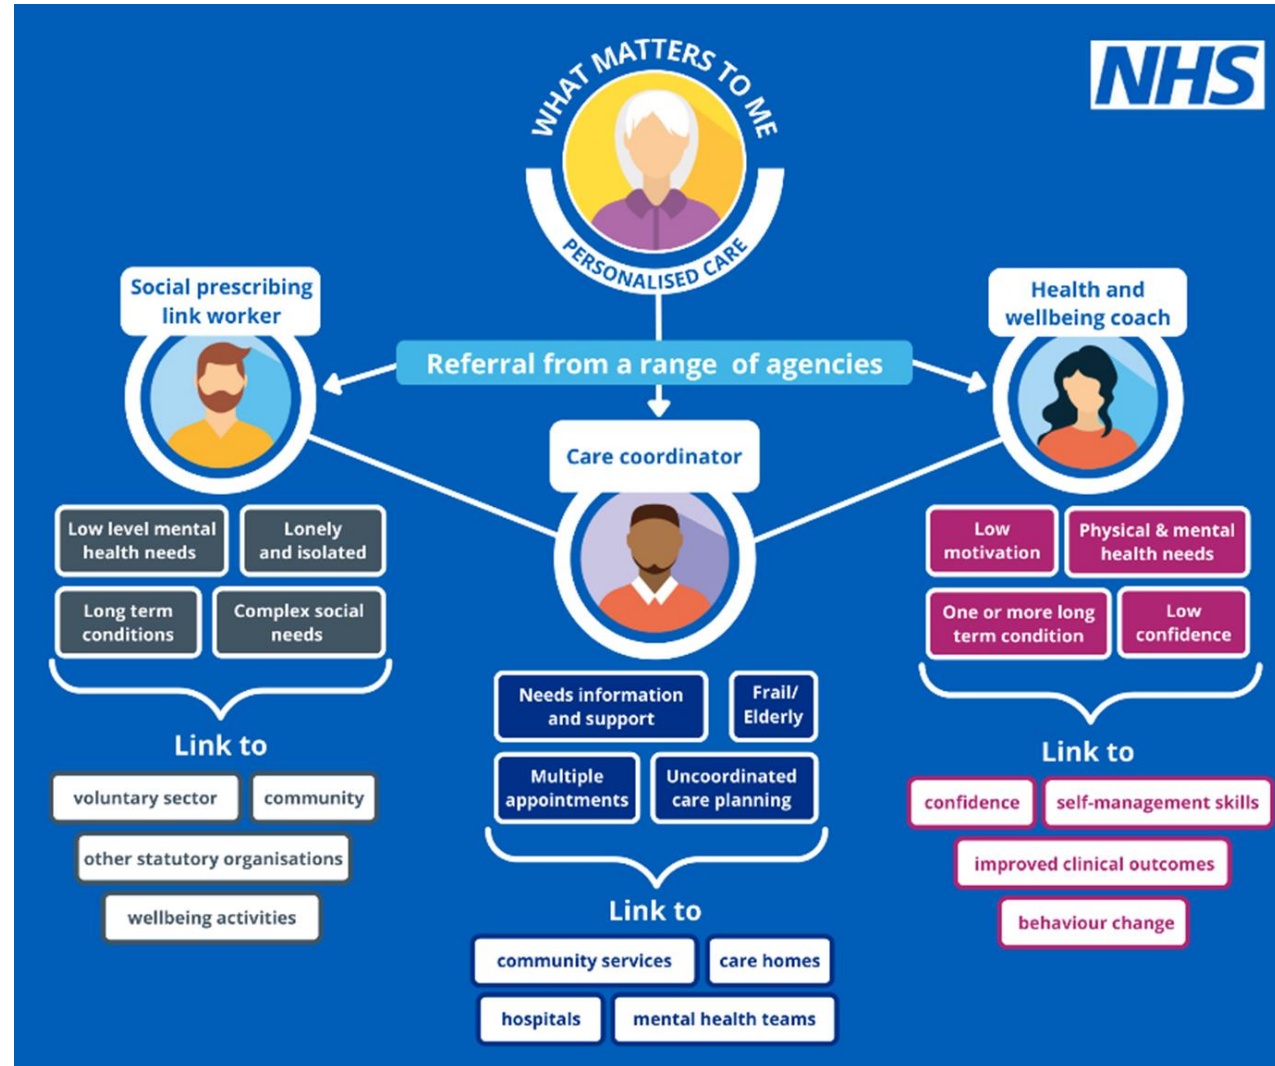 WHAT MATTERS TO ME
NHS
PERSONALISED CARE
Social prescribing
link worker
Health and
wellbeing coach
Referral from a range of agencies
Care coordinator
Low level mental
health needs
Lonely
and isolated
Long term
conditions
Complex social
needs
Link to
voluntary sector
community
other statutory organisations
wellbeing activities
Needs information
and support
Frail/
Elderly
Multiple
appointments
Uncoordinated
care planning
Link to
community services
care homes
hospitals
mental health teams
Low
motivation
Physical & mental
health needs
One or more long
term condition
Low
confidence
Link to
confidence
self-management skills
improved clinical outcomes
behaviour change